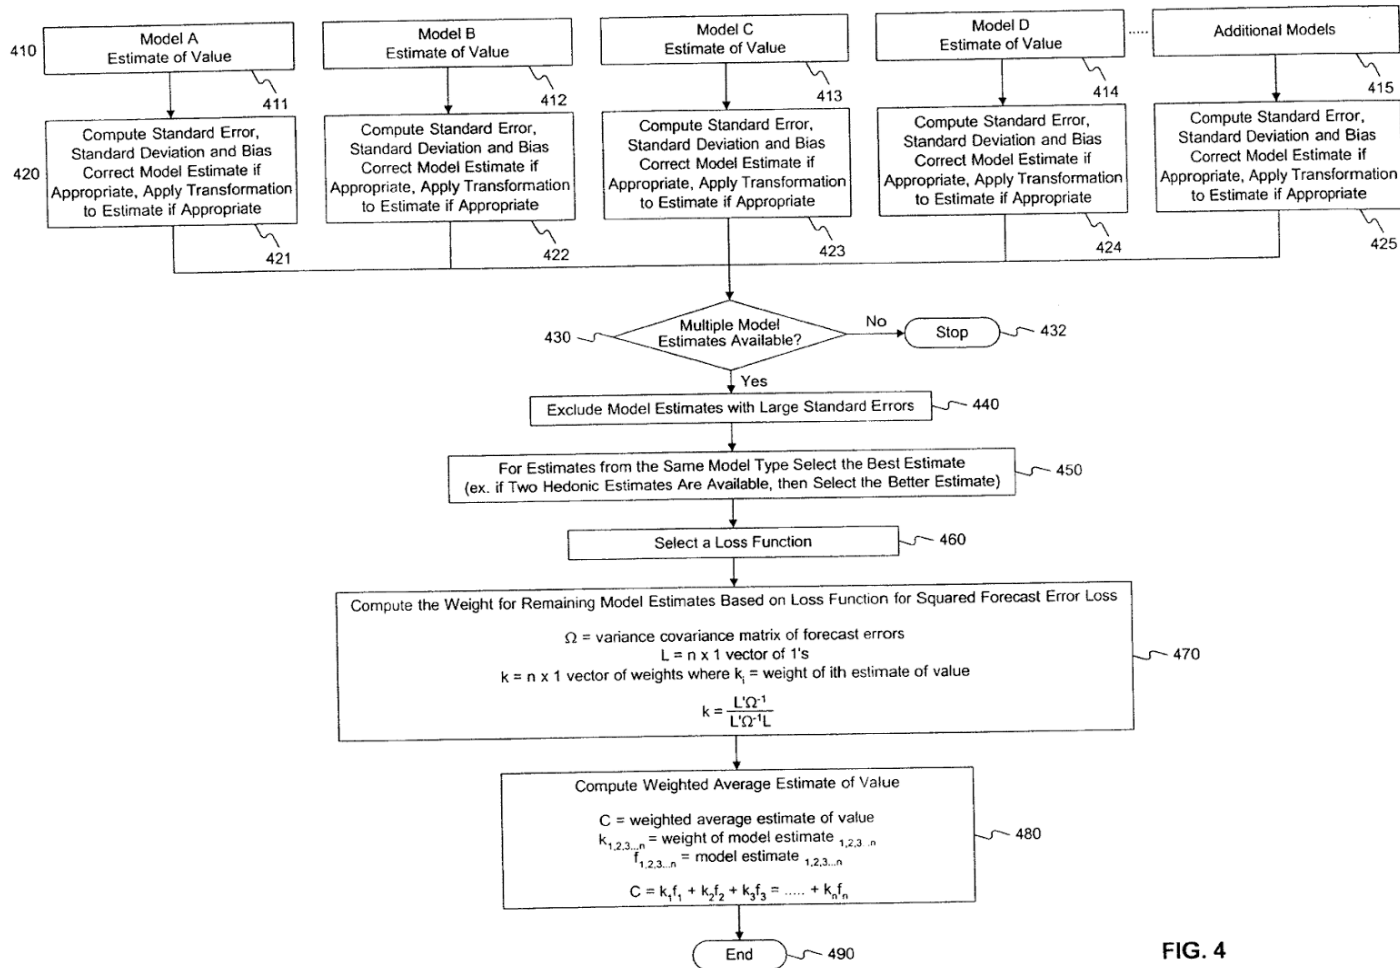 410
Model A
Estimate of Value
411
Model B
Estimate of Value
412
Model C
Estimate of Value
413
Model D
Estimate of Value
414
.....
Additional Models
415
420
Compute Standard Error,
Standard Deviation and Bias
Correct Model Estimate if
Appropriate, Apply Transformation
to Estimate if Appropriate
421
Compute Standard Error,
Standard Deviation and Bias
Correct Model Estimate if
Appropriate, Apply Transformation
to Estimate if Appropriate
422
Compute Standard Error,
Standard Deviation and Bias
Correct Model Estimate if
Appropriate, Apply Transformation
to Estimate if Appropriate
423
Compute Standard Error,
Standard Deviation and Bias
Correct Model Estimate if
Appropriate, Apply Transformation
to Estimate if Appropriate
424
Compute Standard Error,
Standard Deviation and Bias
Correct Model Estimate if
Appropriate, Apply Transformation
to Estimate if Appropriate
425
430
Multiple Model
Estimates Available?
No
Stop
432
Yes
Exclude Model Estimates with Large Standard Errors
440
For Estimates from the Same Model Type Select the Best Estimate
(ex. if Two Hedonic Estimates Are Available, then Select the Better Estimate)
450
Select a Loss Function
460
Compute the Weight for Remaining Model Estimates Based on Loss Function for Squared Forecast Error Loss
Ω = variance covariance matrix of forecast errors
L = n x 1 vector of 1's
k = n x 1 vector of weights where k_i = weight of ith estimate of value
k = L'Ω⁻¹ / L'Ω⁻¹L
470
Compute Weighted Average Estimate of Value
C = weighted average estimate of value
k_1,2,3...n = weight of model estimate 1,2,3...n
f_1,2,3...n = model estimate 1,2,3...n
C = k₁f₁ + k₂f₂ + k₃f₃ = ..... + kₙfₙ
480
End
490
FIG. 4